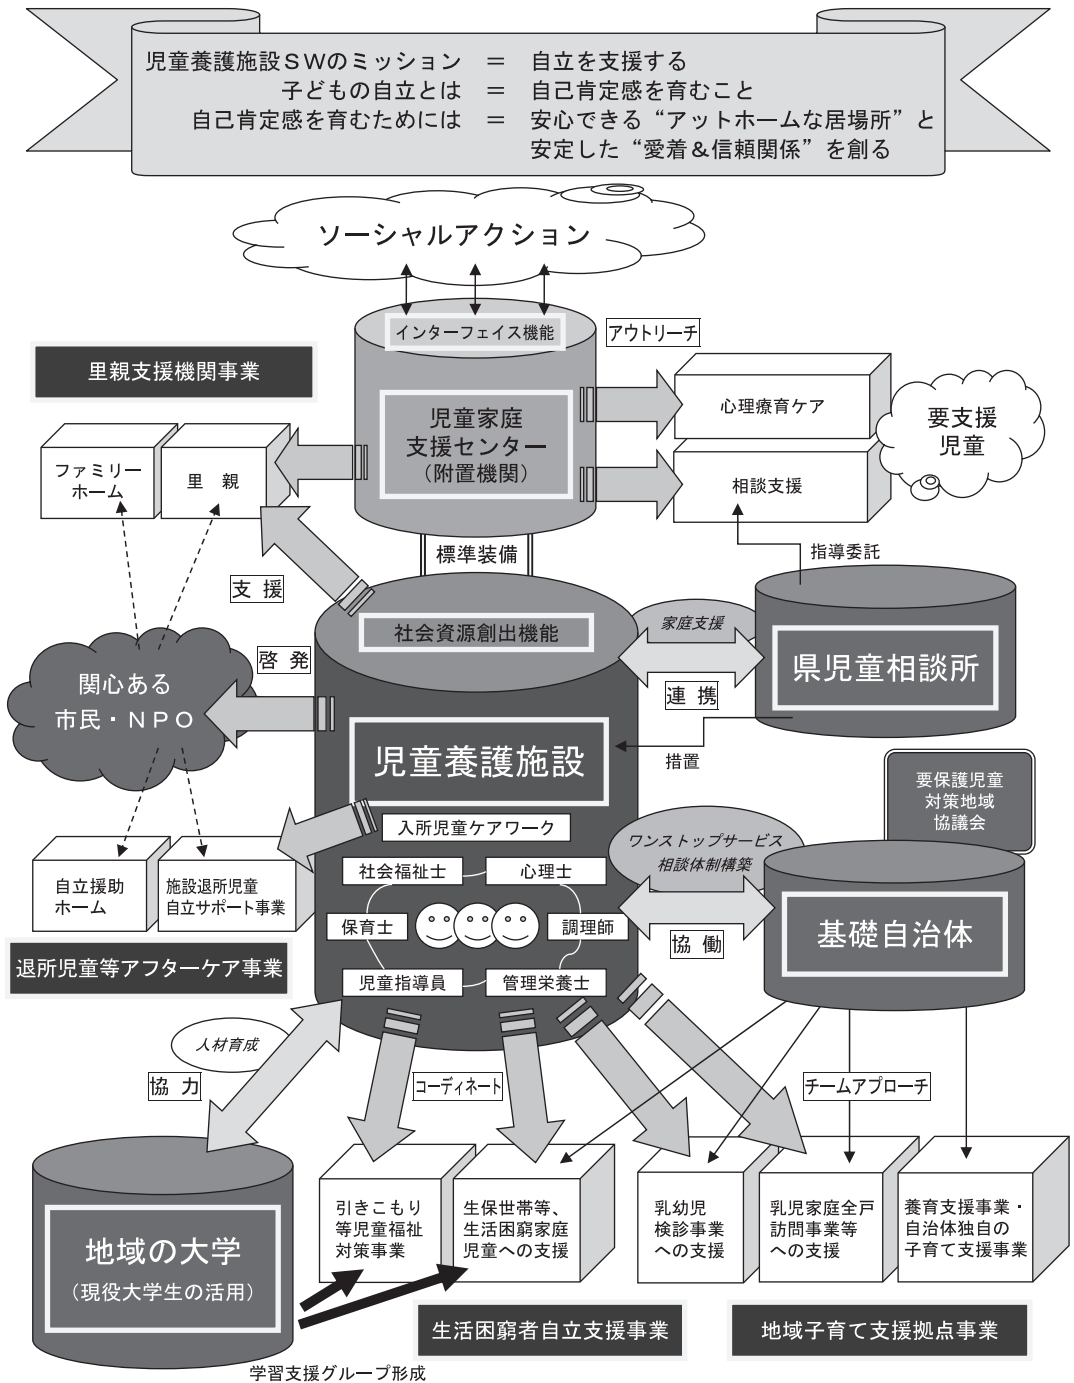 児童養護施設ＳＷのミッション ＝ 自立を支援する
子どもの自立とは ＝ 自己肯定感を育むこと
自己肯定感を育むためには ＝ 安心できる“アットホームな居場所”と
安定した“愛着＆信頼関係”を創る
ソーシャルアクション
インターフェイス機能
アウトリーチ
里親支援機関事業
児童家庭
支援センター
（附置機関）
心理療育ケア
要支援
児童
ファミリー
ホーム
里 親
相談支援
標準装備
指導委託
支 援
社会資源創出機能
家庭支援
県児童相談所
啓 発
関心ある
市民・ＮＰＯ
連 携
措置
児童養護施設
要保護児童
対策地域
協議会
入所児童ケアワーク
ワンストップサービス
相談体制構築
社会福祉士
心理士
自立援助
ホーム
施設退所児童
自立サポート事業
保育士
調理師
協 働
基礎自治体
退所児童等アフターケア事業
児童指導員
管理栄養士
人材育成
協 力
コーディネート
チームアプローチ
引きこもり
等児童福祉
対策事業
生保世帯等、
生活困窮家庭
児童への支援
乳幼児
検診事業
への支援
乳児家庭全戸
訪問事業等
への支援
養育支援事業・
自治体独自の
子育て支援事業
地域の大学
（現役大学生の活用）
生活困窮者自立支援事業
地域子育て支援拠点事業
学習支援グループ形成